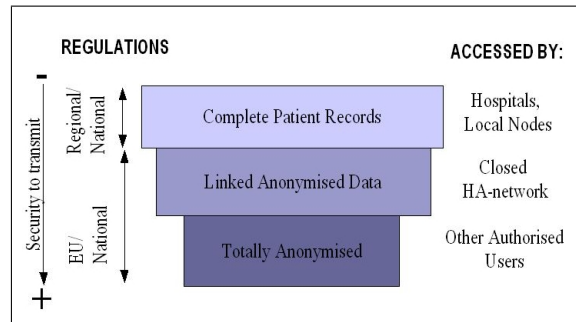 REGULATIONS
ACCESSED BY:
-
Security to transmit
+
Regional/
National
EU/
National
Complete Patient Records
Linked Anonymised Data
Totally Anonymised
Hospitals,
Local Nodes
Closed
HA-network
Other Authorised
Users